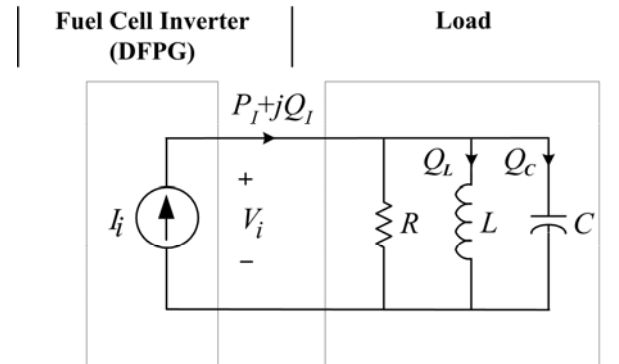 Fuel Cell Inverter
(DFPG)
Load
P_I+jQ_I
Q_L
Q_C
+
I_i
V_i
R
L
C
−